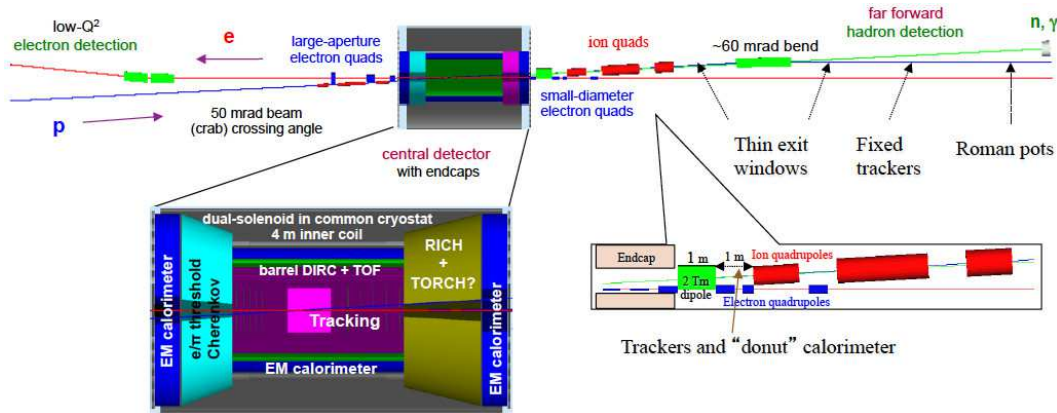 low-Q2
electron detection
e
large-aperture
electron quads
ion quads
~60 mrad bend
far forward
hadron detection
n, γ
p
50 mrad beam
(crab) crossing angle
small-diameter
electron quads
central detector
with endcaps
Thin exit
windows
Fixed
trackers
Roman pots
dual-solenoid in common cryostat
4 m inner coil
EM calorimeter
e/π threshold
Cherenkov
barrel DIRC + TOF
Tracking
EM calorimeter
RICH
+
TORCH?
EM calorimeter
Endcap
1 m
1 m
Ion quadrupoles
2 Tm
dipole
Electron quadrupoles
Trackers and “donut” calorimeter